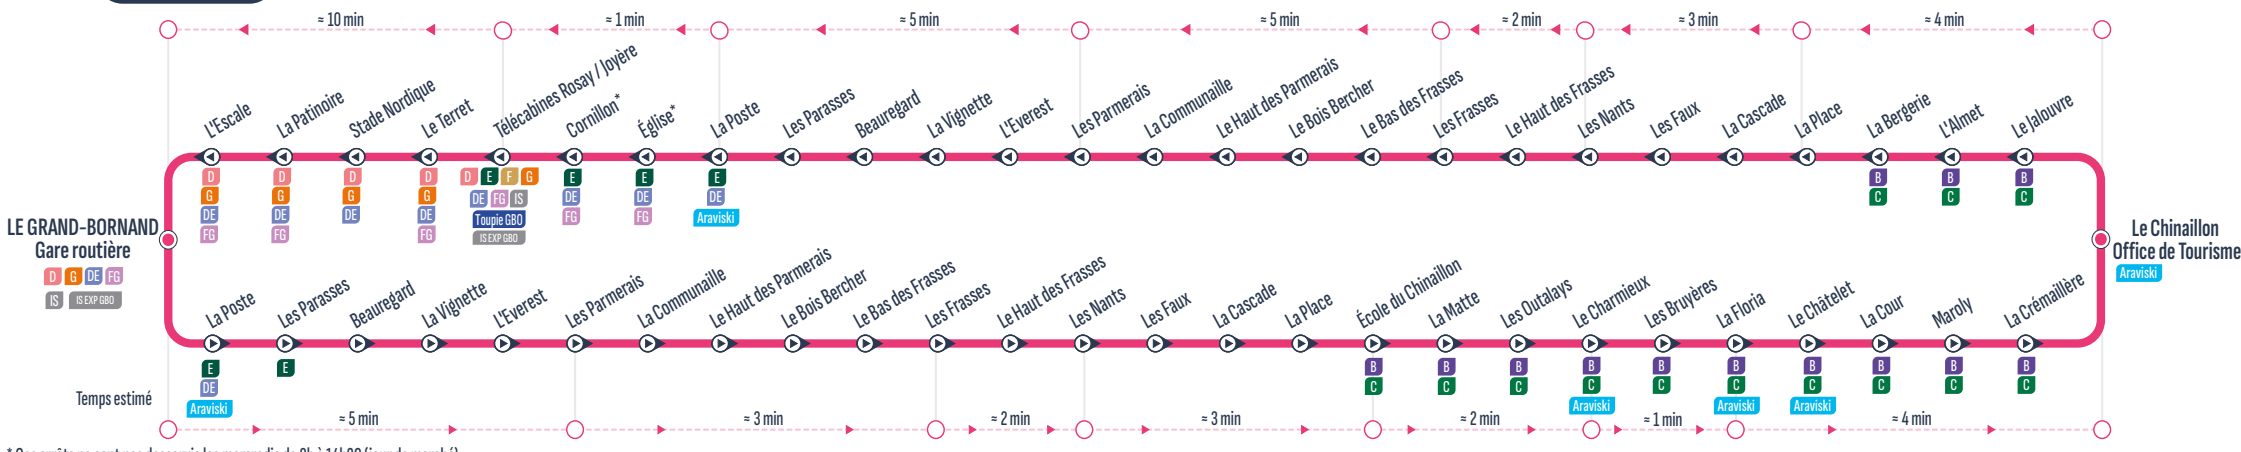 ≈ 10 min ≈ 1 min ≈ 5 min ≈ 5 min ≈ 2 min ≈ 3 min ≈ 4 min
L'Escale
La Patinoire
Stade Nordique
Le Terret
Télécabines Rosay / Joyère
Cornillon*
Église*
La Poste
Les Parasses
Beauregard
La Vignette
L'Everest
Les Parmerais
La Communaille
Le Haut des Parmerais
Le Bois Bercher
Le Bas des Frasses
Les Frasses
Le Haut des Frasses
Les Nants
Les Faux
La Cascade
La Place
La Bergerie
L'Almet
Le Jalouvre
D D D D D E F G E E E B B B
G G G G DE FG IS DE DE DE C C C
DE DE DE DE Toupie GBO FG FG Araviski
FG FG FG IS EXP GBO
LE GRAND-BORNAND
Gare routière
D G DE FG
IS IS EXP GBO
Le Chinaillon
Office de Tourisme
Araviski
La Poste
Les Parasses
Beauregard
La Vignette
L'Everest
Les Parmerais
La Communaille
Le Haut des Parmerais
Le Bois Bercher
Le Bas des Frasses
Les Frasses
Le Haut des Frasses
Les Nants
Les Faux
La Cascade
La Place
École du Chinaillon
La Matte
Les Outalays
Le Charmieux
Les Bruyères
La Floria
Le Châtelet
La Cour
Maroly
La Crémaillère
E E B B B B B B B B B B
DE C C C C C C C C C C
Araviski Araviski Araviski Araviski
Temps estimé
≈ 5 min ≈ 3 min ≈ 2 min ≈ 3 min ≈ 2 min ≈ 1 min ≈ 4 min